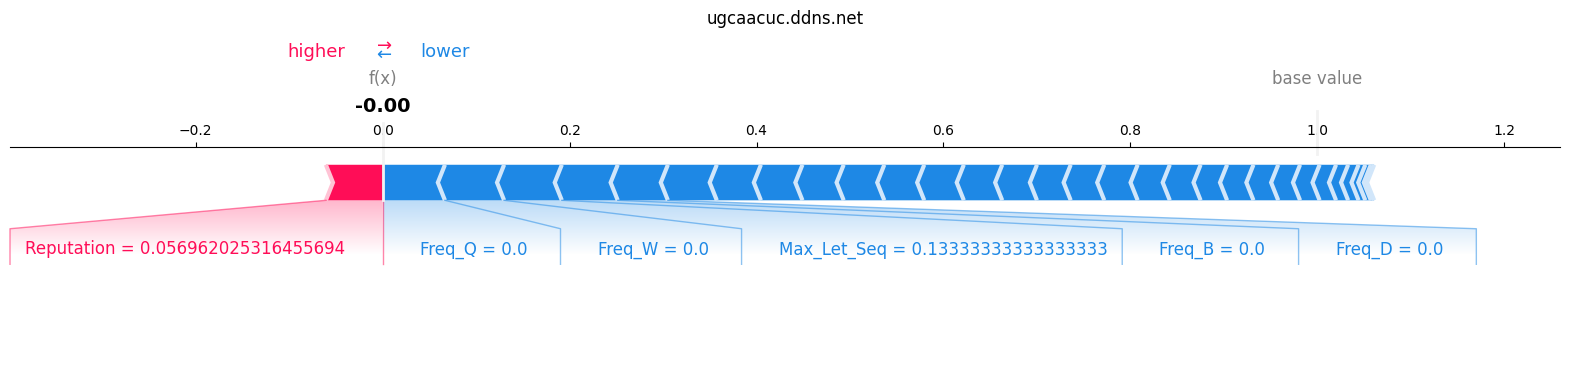 ugcaacuc.ddns.net
higher ⇄ lower
f(x) base value
-0.00
−0.2 0.0 0.2 0.4 0.6 0.8 1.0 1.2
Reputation = 0.056962025316455694 Freq_Q = 0.0 Freq_W = 0.0 Max_Let_Seq = 0.13333333333333333 Freq_B = 0.0 Freq_D = 0.0